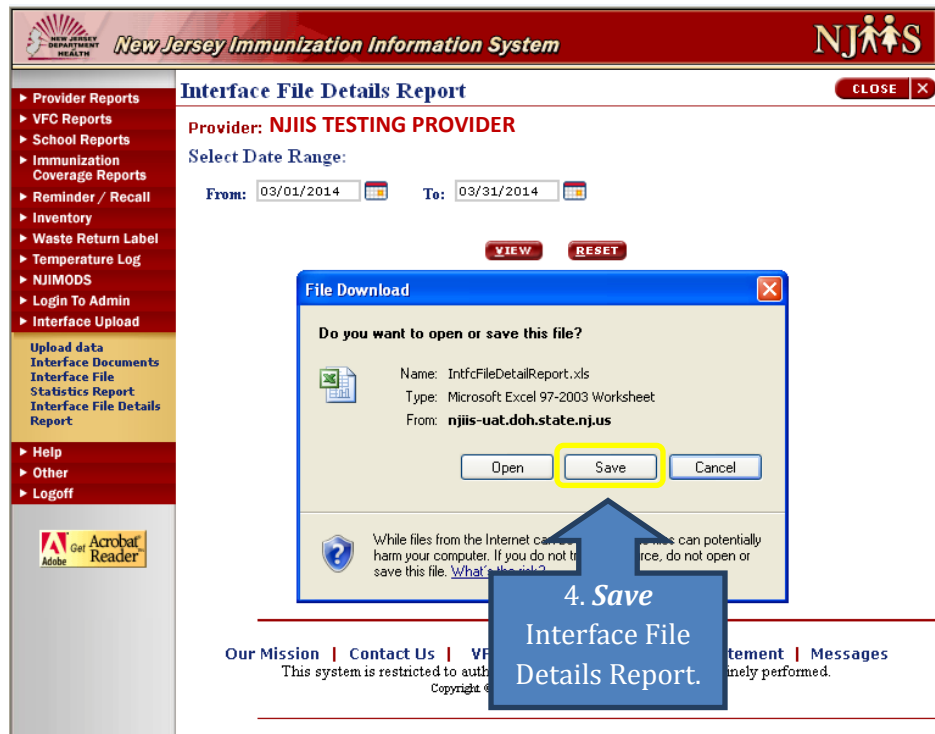 NEW JERSEY
DEPARTMENT
HEALTH
New Jersey Immunization Information System
NJIIS
Provider Reports
VFC Reports
School Reports
Immunization
Coverage Reports
Reminder / Recall
Inventory
Waste Return Label
Temperature Log
NJIMODS
Login To Admin
Interface Upload
Upload data
Interface Documents
Interface File
Statistics Report
Interface File Details
Report
Help
Other
Logoff
Adobe
Get Acrobat
Reader
Interface File Details Report
CLOSE X
Provider: NJIIS TESTING PROVIDER
Select Date Range:
From: 03/01/2014 To: 03/31/2014
VIEW RESET
File Download
Do you want to open or save this file?
Name: IntfcFileDetailReport.xls
Type: Microsoft Excel 97-2003 Worksheet
From: njiis-uat.doh.state.nj.us
Open Save Cancel
While files from the Internet can can potentially
harm your computer. If you do not do not open or
save this file. What's the risk?
4. Save
Interface File
Details Report.
Our Mission | Contact Us | | Messages
This system is restricted to performed.
Copyright ©